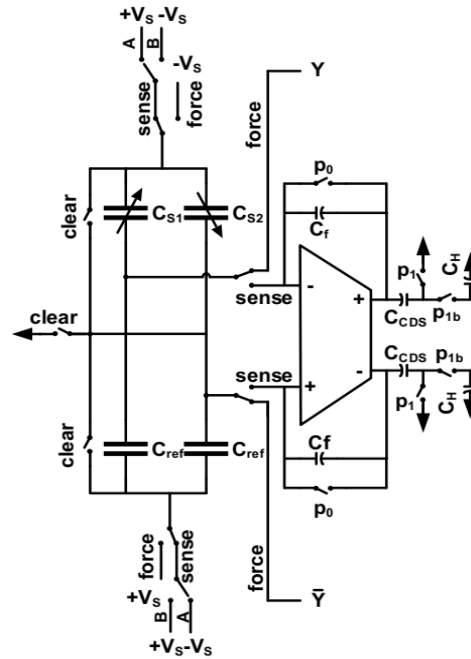 +VS -VS
A
B
-VS
sense
force
Y
force
p0
clear
CS1
CS2
Cf
-
+
p1
CH
sense
CCDS
p1b
clear
sense
CCDS
p1b
+
-
p1
CH
clear
Cref
Cref
Cf
p0
force
sense
force
+VS
B
A
+VS-VS
Ȳ